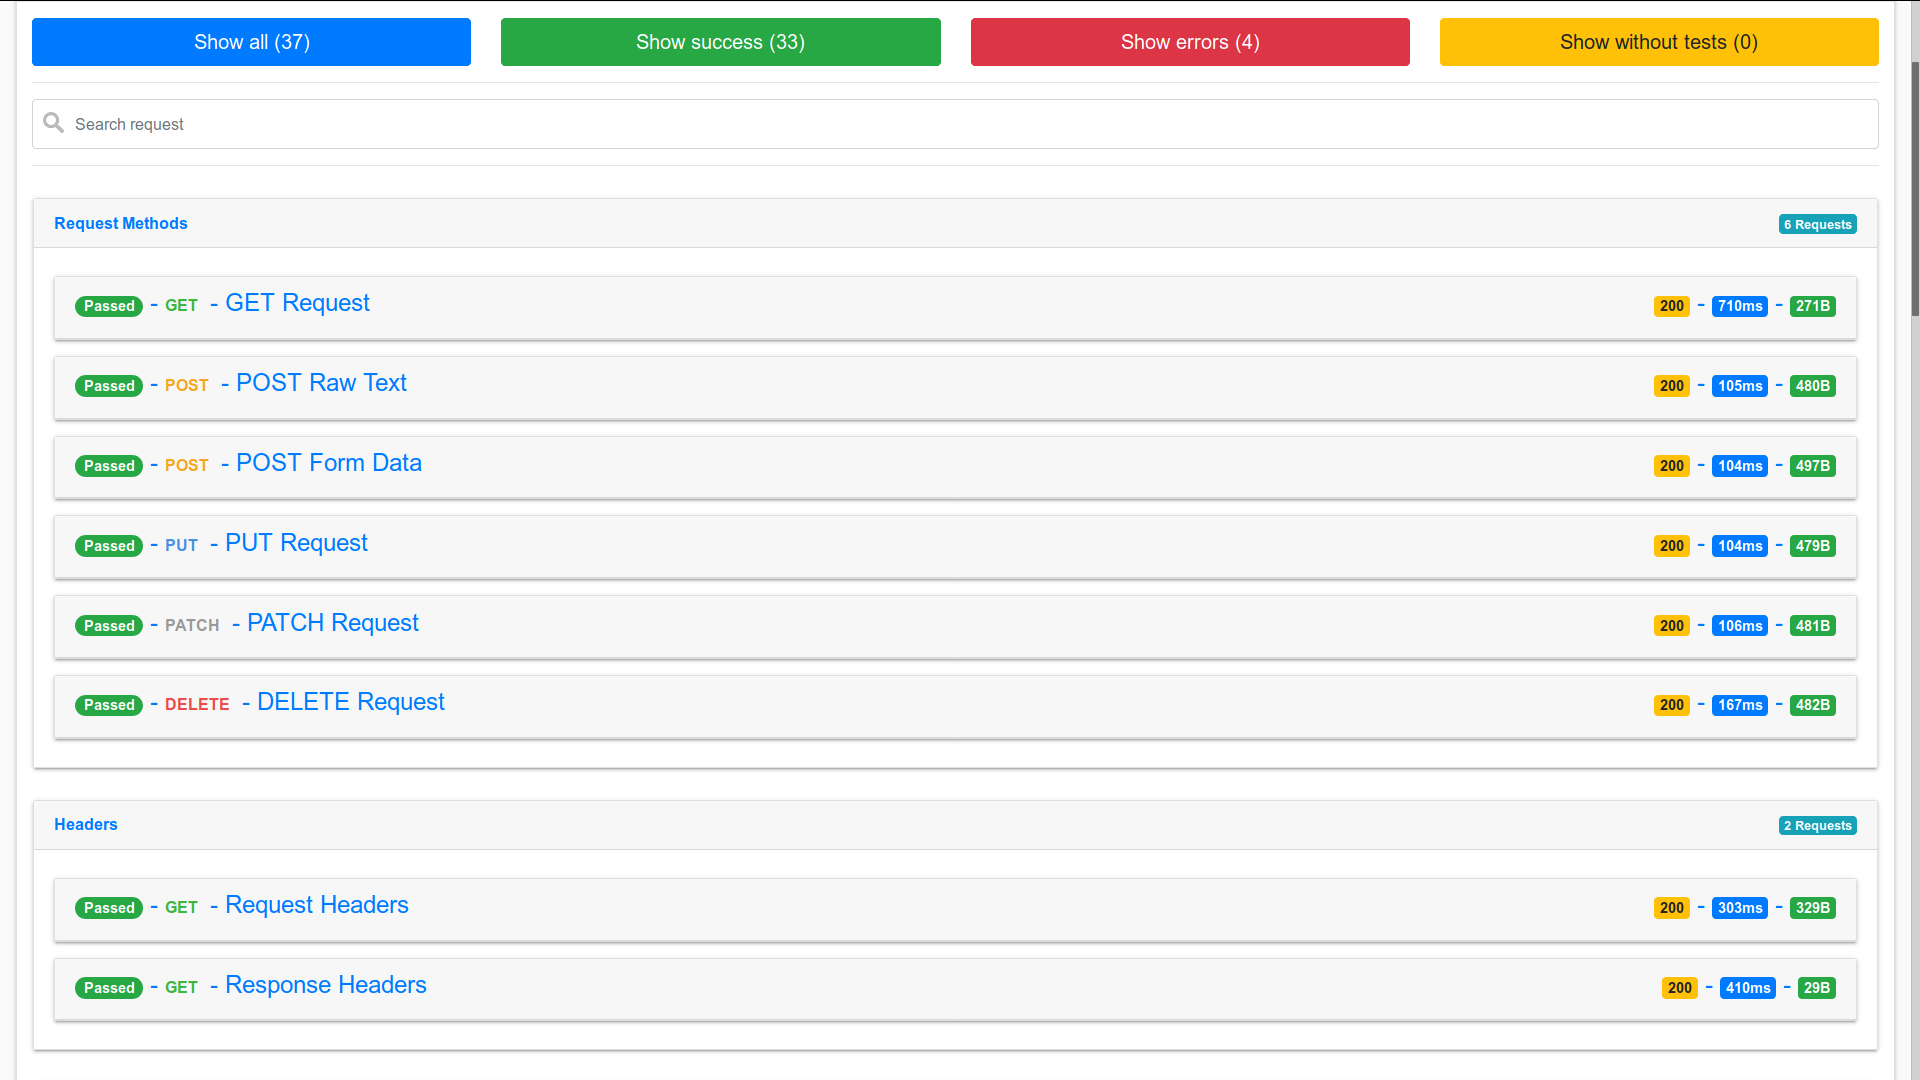 Show all (37) Show success (33) Show errors (4) Show without tests (0)
Search request
Request Methods 6 Requests
Passed - GET - GET Request 200 - 710ms - 271B
Passed - POST - POST Raw Text 200 - 105ms - 480B
Passed - POST - POST Form Data 200 - 104ms - 497B
Passed - PUT - PUT Request 200 - 104ms - 479B
Passed - PATCH - PATCH Request 200 - 106ms - 481B
Passed - DELETE - DELETE Request 200 - 167ms - 482B
Headers 2 Requests
Passed - GET - Request Headers 200 - 303ms - 329B
Passed - GET - Response Headers 200 - 410ms - 29B